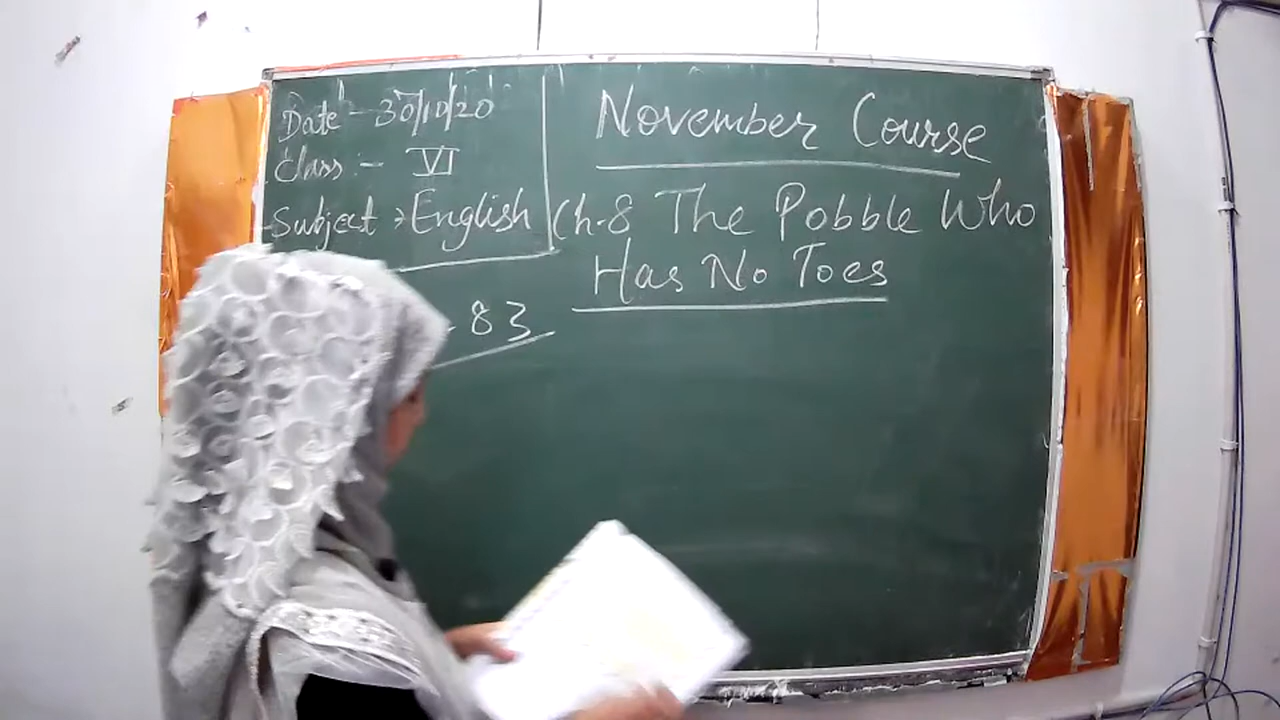 Date - 30/10/20
Class :- VI
Subject → English
83
November Course
Ch-8 The Pobble Who
Has No Toes